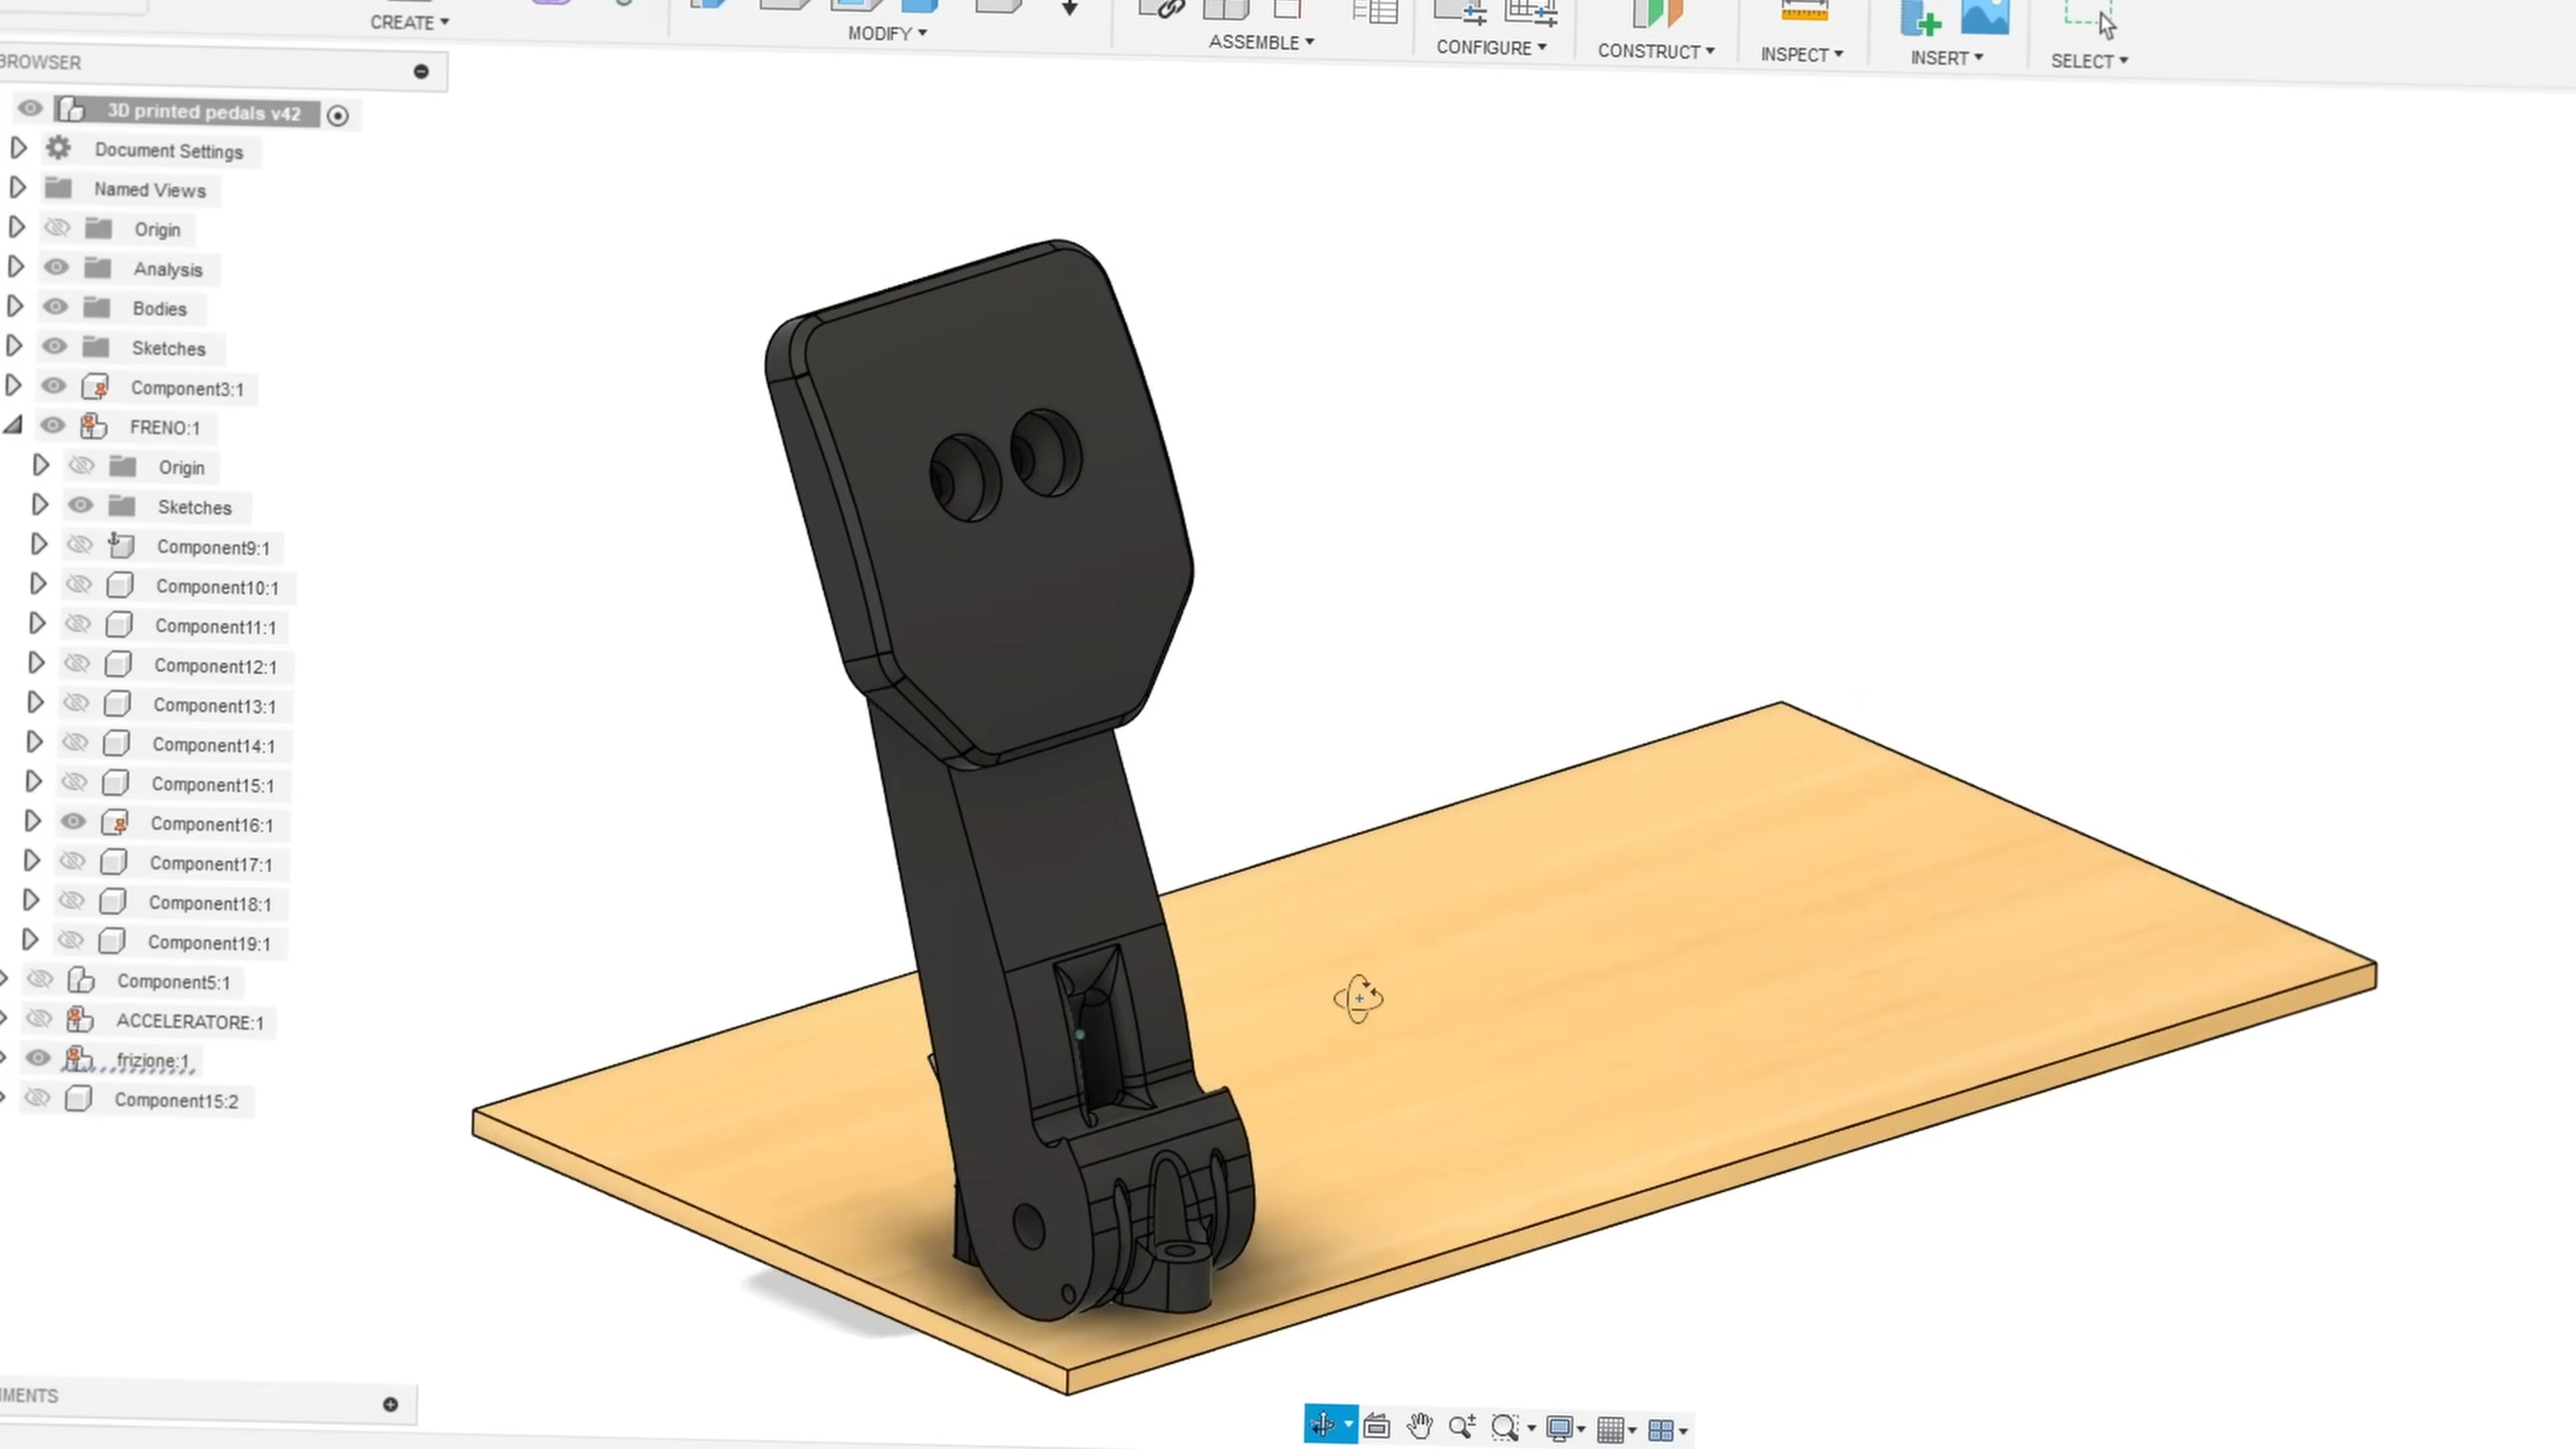 CREATE
MODIFY
ASSEMBLE
CONFIGURE
CONSTRUCT
INSPECT
INSERT
SELECT
BROWSER
3D printed pedals v42
Document Settings
Named Views
Origin
Analysis
Bodies
Sketches
Component3:1
FRENO:1
Origin
Sketches
Component9:1
Component10:1
Component11:1
Component12:1
Component13:1
Component14:1
Component15:1
Component16:1
Component17:1
Component18:1
Component19:1
Component5:1
ACCELERATORE:1
frizione:1
Component15:2
MENTS